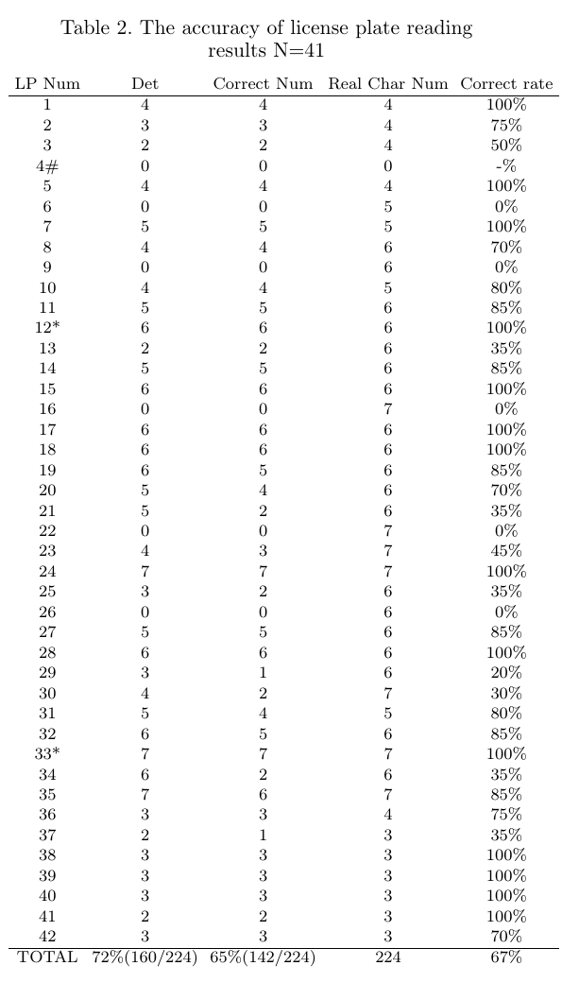 Table 2. The accuracy of license plate reading
results N=41
LP Num Det Correct Num Real Char Num Correct rate
1 4 4 4 100%
2 3 3 4 75%
3 2 2 4 50%
4# 0 0 0 -%
5 4 4 4 100%
6 0 0 5 0%
7 5 5 5 100%
8 4 4 6 70%
9 0 0 6 0%
10 4 4 5 80%
11 5 5 6 85%
12* 6 6 6 100%
13 2 2 6 35%
14 5 5 6 85%
15 6 6 6 100%
16 0 0 7 0%
17 6 6 6 100%
18 6 6 6 100%
19 6 5 6 85%
20 5 4 6 70%
21 5 2 6 35%
22 0 0 7 0%
23 4 3 7 45%
24 7 7 7 100%
25 3 2 6 35%
26 0 0 6 0%
27 5 5 6 85%
28 6 6 6 100%
29 3 1 6 20%
30 4 2 7 30%
31 5 4 5 80%
32 6 5 6 85%
33* 7 7 7 100%
34 6 2 6 35%
35 7 6 7 85%
36 3 3 4 75%
37 2 1 3 35%
38 3 3 3 100%
39 3 3 3 100%
40 3 3 3 100%
41 2 2 3 100%
42 3 3 3 70%
TOTAL 72%(160/224) 65%(142/224) 224 67%